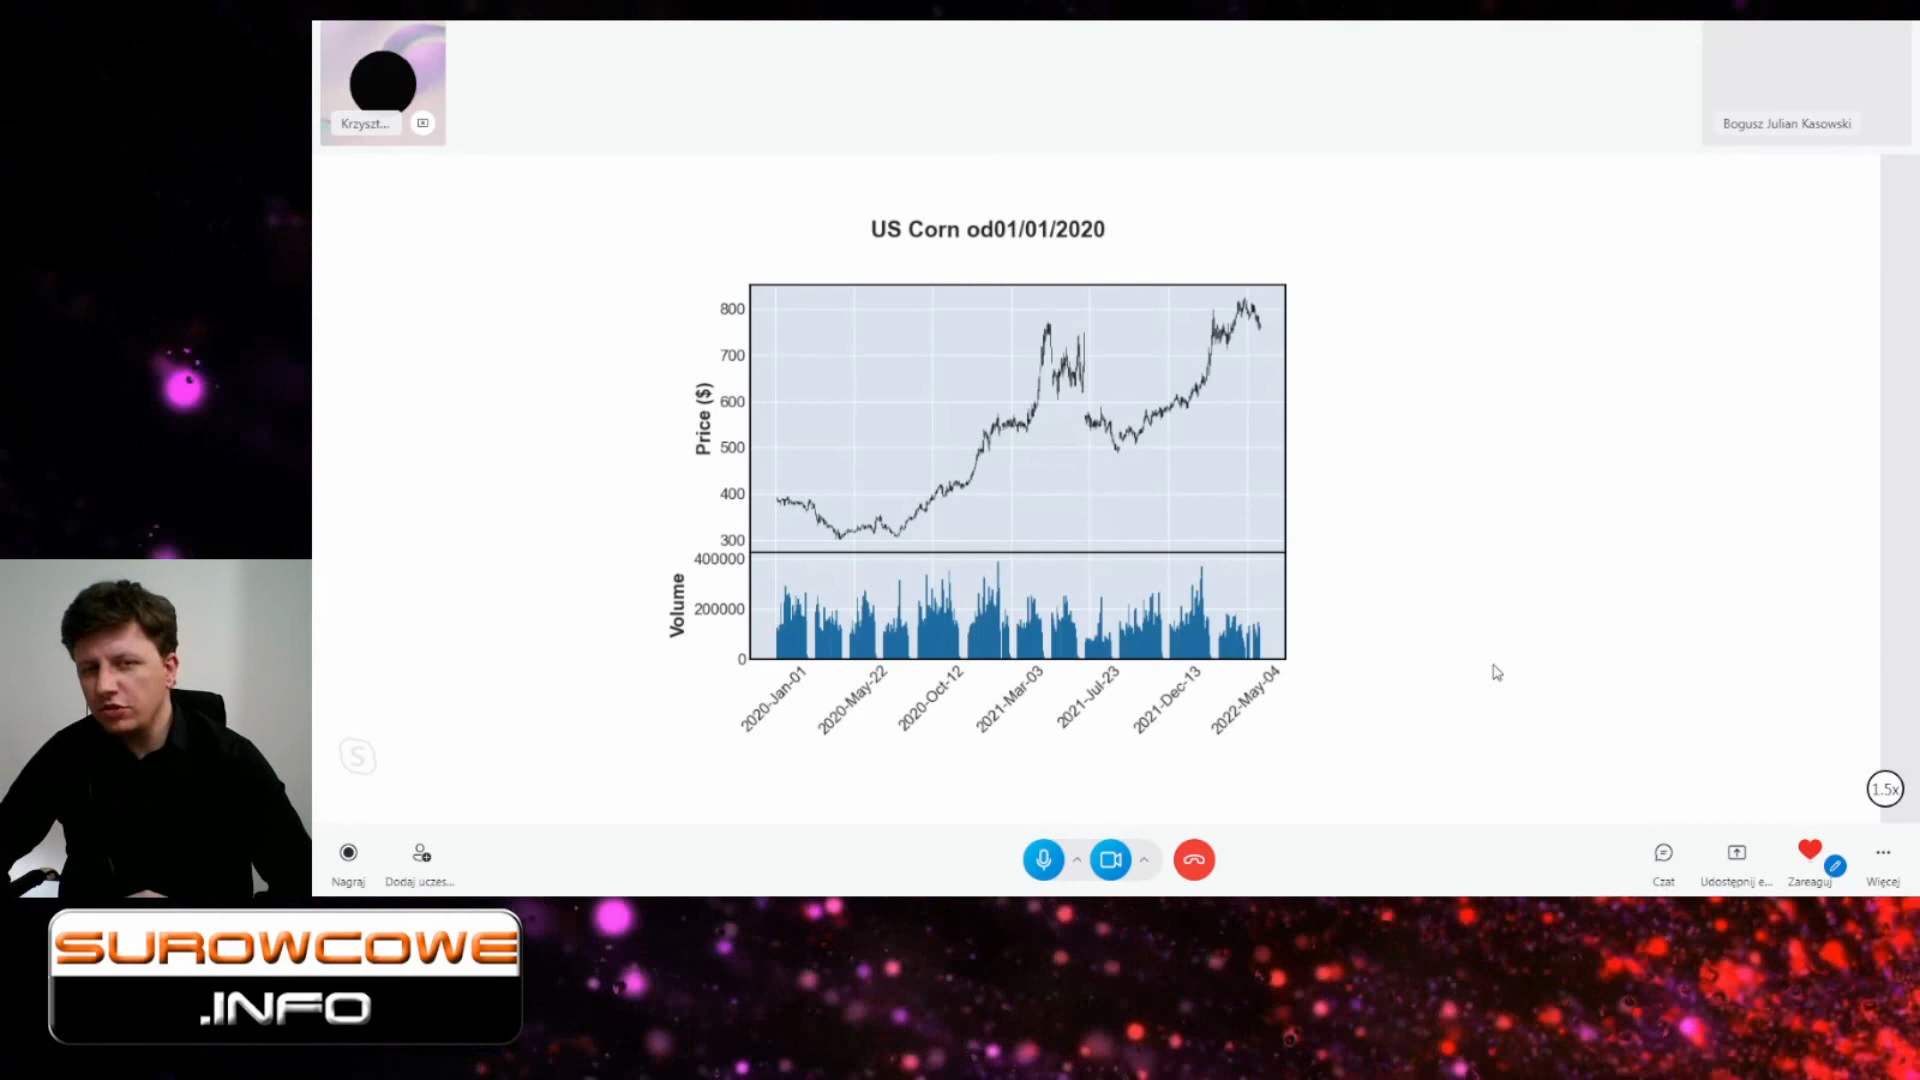 Krzyszt...
Bogusz Julian Kasowski
US Corn od01/01/2020
Price ($)
800
700
600
500
400
300
Volume
400000
200000
0
2020-Jan-01
2020-May-22
2020-Oct-12
2021-Mar-03
2021-Jul-23
2021-Dec-13
2022-May-04
S
1.5x
Nagraj
Dodaj uczes...
Czat
Udostępnij e...
Zareaguj
Więcej
SUROWCOWE
.INFO